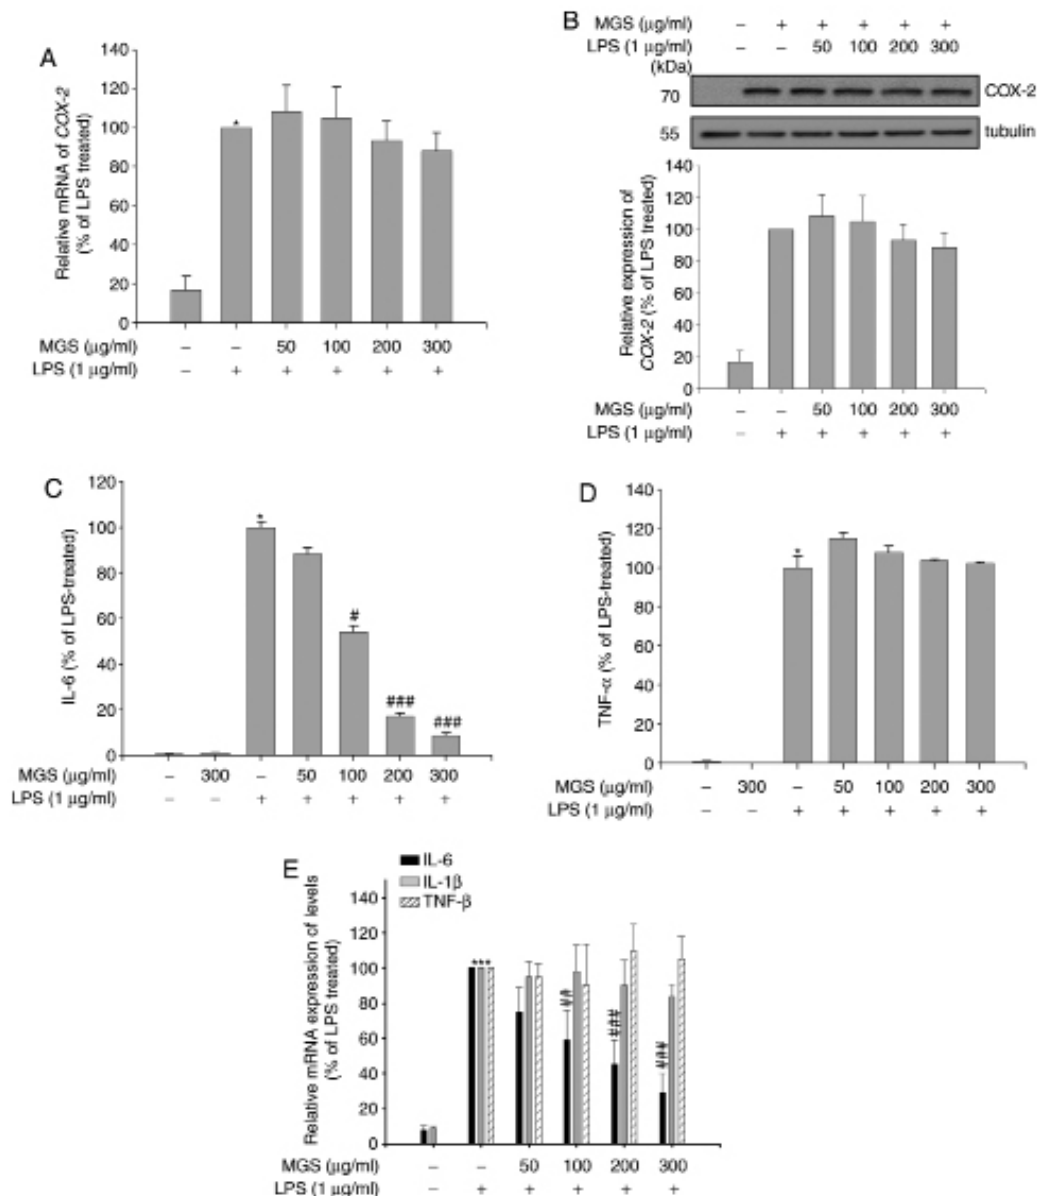 A
Relative mRNA of COX-2
(% of LPS treated)
140
120
100
80
60
40
20
0
*
MGS (μg/ml) – – 50 100 200 300
LPS (1 μg/ml) – + + + + +
B
MGS (μg/ml) – + + + + +
LPS (1 μg/ml) – – 50 100 200 300
(kDa)
70 COX-2
55 tubulin
Relative expression of
COX-2 (% of LPS treated)
140
120
100
80
60
40
20
0
MGS (μg/ml) – – 50 100 200 300
LPS (1 μg/ml) – + + + + +
C
IL-6 (% of LPS-treated)
120
100
80
60
40
20
0
*
#
###
###
MGS (μg/ml) – 300 – 50 100 200 300
LPS (1 μg/ml) – – + + + + +
D
TNF-α (% of LPS-treated)
140
120
100
80
60
40
20
0
*
MGS (μg/ml) – 300 – 50 100 200 300
LPS (1 μg/ml) – – + + + + +
E
IL-6
IL-1β
TNF-β
Relative mRNA expression of levels
(% of LPS treated)
140
120
100
80
60
40
20
0
***
##
###
###
MGS (μg/ml) – – 50 100 200 300
LPS (1 μg/ml) – + + + + +